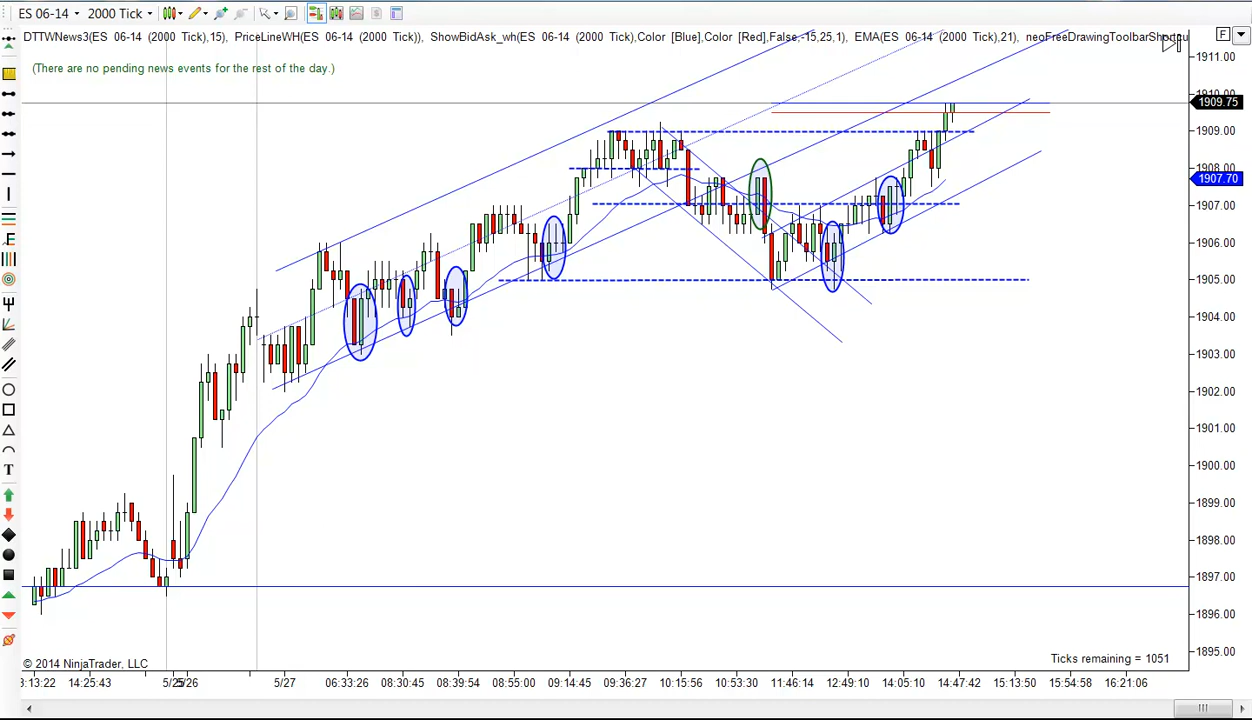 ES 06-14 2000 Tick
F
DTTWNews3(ES 06-14 (2000 Tick),15), PriceLineWH(ES 06-14 (2000 Tick)), ShowBidAsk_wh(ES 06-14 (2000 Tick),Color [Blue],Color [Red],False,-15,25,1), EMA(ES 06-14 (2000 Tick),21), neoFreeDrawingToolbarShortcu
(There are no pending news events for the rest of the day.)
1911.00
1910.00
1909.75
1909.00
1908.00
1907.70
1907.00
1906.00
1905.00
1904.00
1903.00
1902.00
1901.00
1900.00
1899.00
1898.00
1897.00
1896.00
1895.00
E
T
© 2014 NinjaTrader, LLC
Ticks remaining = 1051
3:13:22 14:25:43 5/25 5/26 5/27 06:33:26 08:30:45 08:39:54 08:55:00 09:14:45 09:36:27 10:15:56 10:53:30 11:46:14 12:49:10 14:05:10 14:47:42 15:13:50 15:54:58 16:21:06